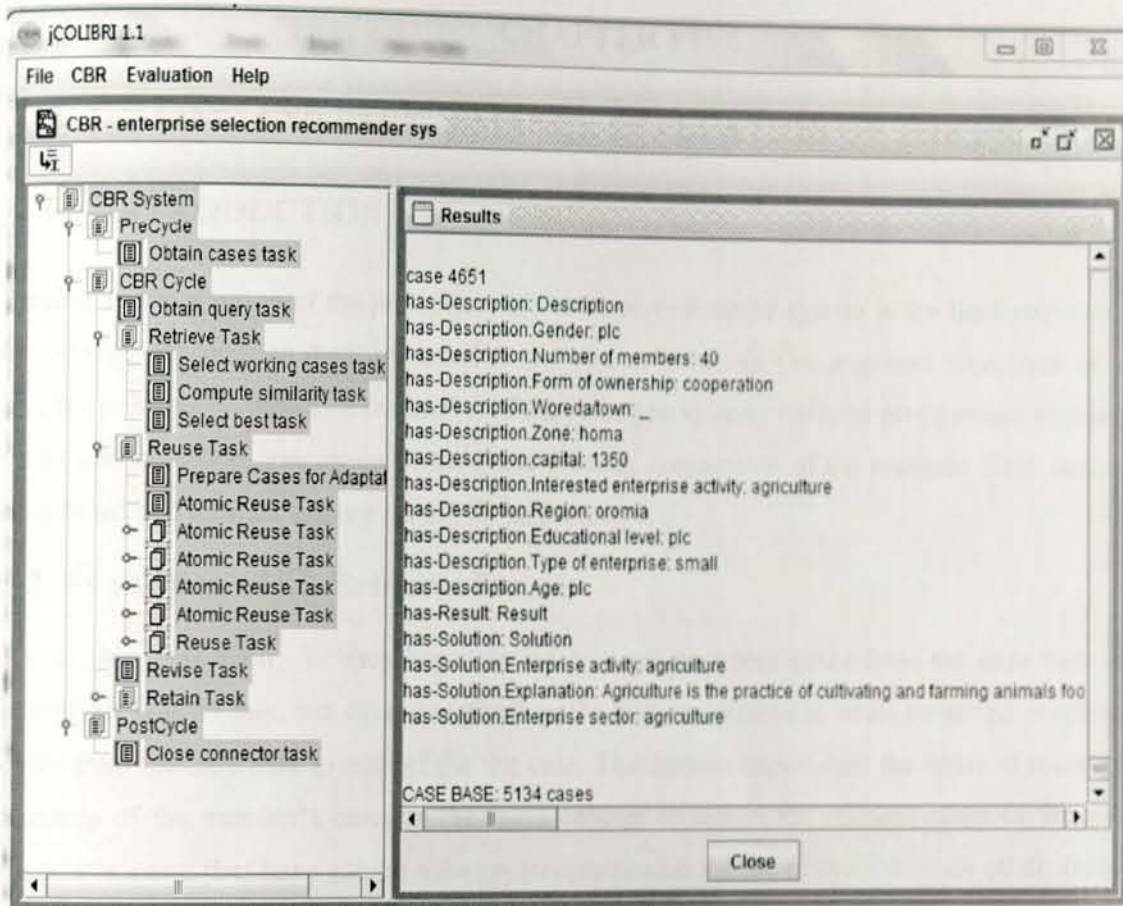 jCOLIBRI 1.1
File CBR Evaluation Help
CBR - enterprise selection recommender sys
CBR System
PreCycle
Obtain cases task
CBR Cycle
Obtain query task
Retrieve Task
Select working cases task
Compute similarity task
Select best task
Reuse Task
Prepare Cases for Adaptat
Atomic Reuse Task
Atomic Reuse Task
Atomic Reuse Task
Atomic Reuse Task
Atomic Reuse Task
Reuse Task
Revise Task
Retain Task
PostCycle
Close connector task
Results
case 4651
has-Description: Description
has-Description.Gender: plc
has-Description.Number of members: 40
has-Description.Form of ownership: cooperation
has-Description.Woreda/town: _
has-Description.Zone: homa
has-Description.capital: 1350
has-Description.Interested enterprise activity: agriculture
has-Description.Region: oromia
has-Description.Educational level: plc
has-Description.Type of enterprise: small
has-Description.Age: plc
has-Result: Result
has-Solution: Solution
has-Solution.Enterprise activity: agriculture
has-Solution.Explanation: Agriculture is the practice of cultivating and farming animals foo
has-Solution.Enterprise sector: agriculture
CASE BASE: 5134 cases
Close